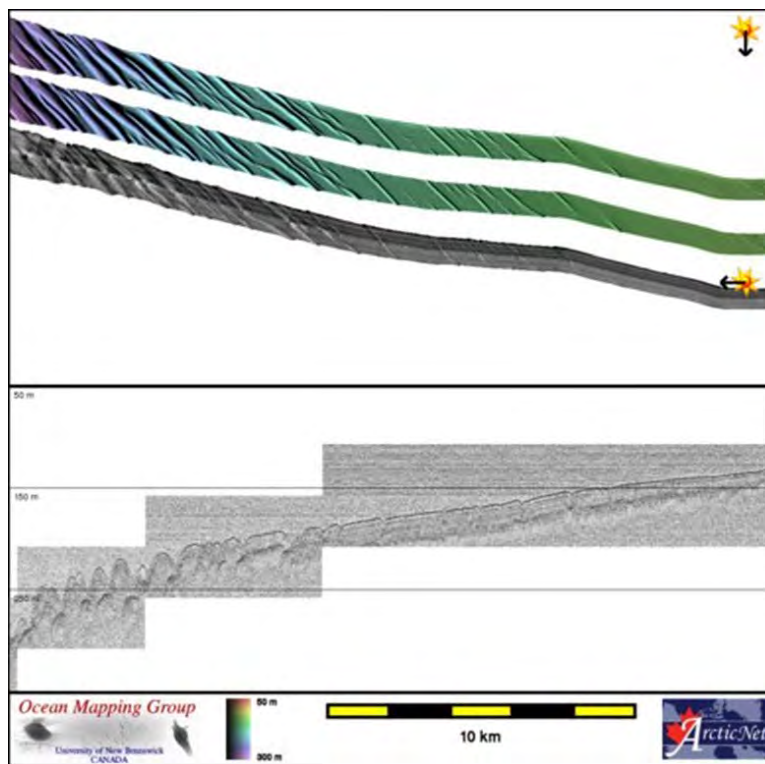 50 m
150 m
250 m
Ocean Mapping Group
University of New Brunswick
CANADA
50 m
300 m
10 km
ArcticNet